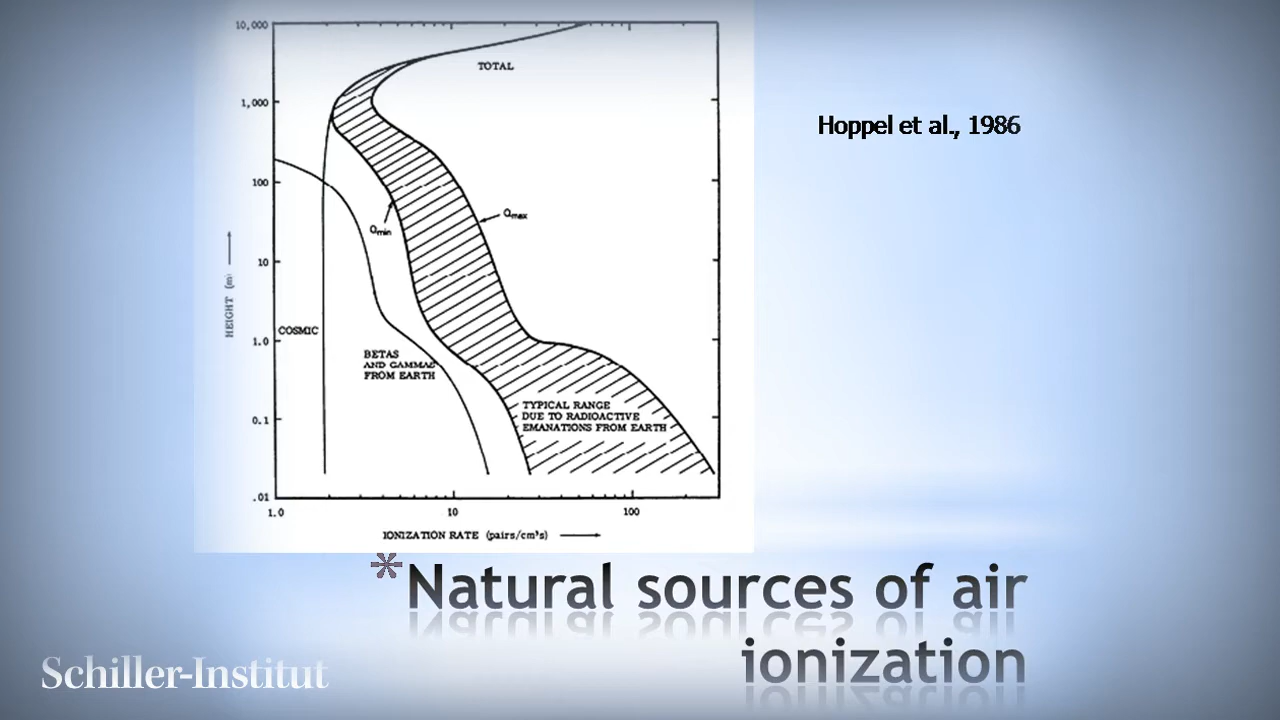 10,000
TOTAL
1,000
Hoppel et al., 1986
100
Qmax
Qmin
10
HEIGHT (m)
COSMIC
1.0
BETAS
AND GAMMAS
FROM EARTH
TYPICAL RANGE
DUE TO RADIOACTIVE
EMANATIONS FROM EARTH
0.1
.01
1.0
10
100
IONIZATION RATE (pairs/cm³s)
*Natural sources of air
ionization
Schiller-Institut